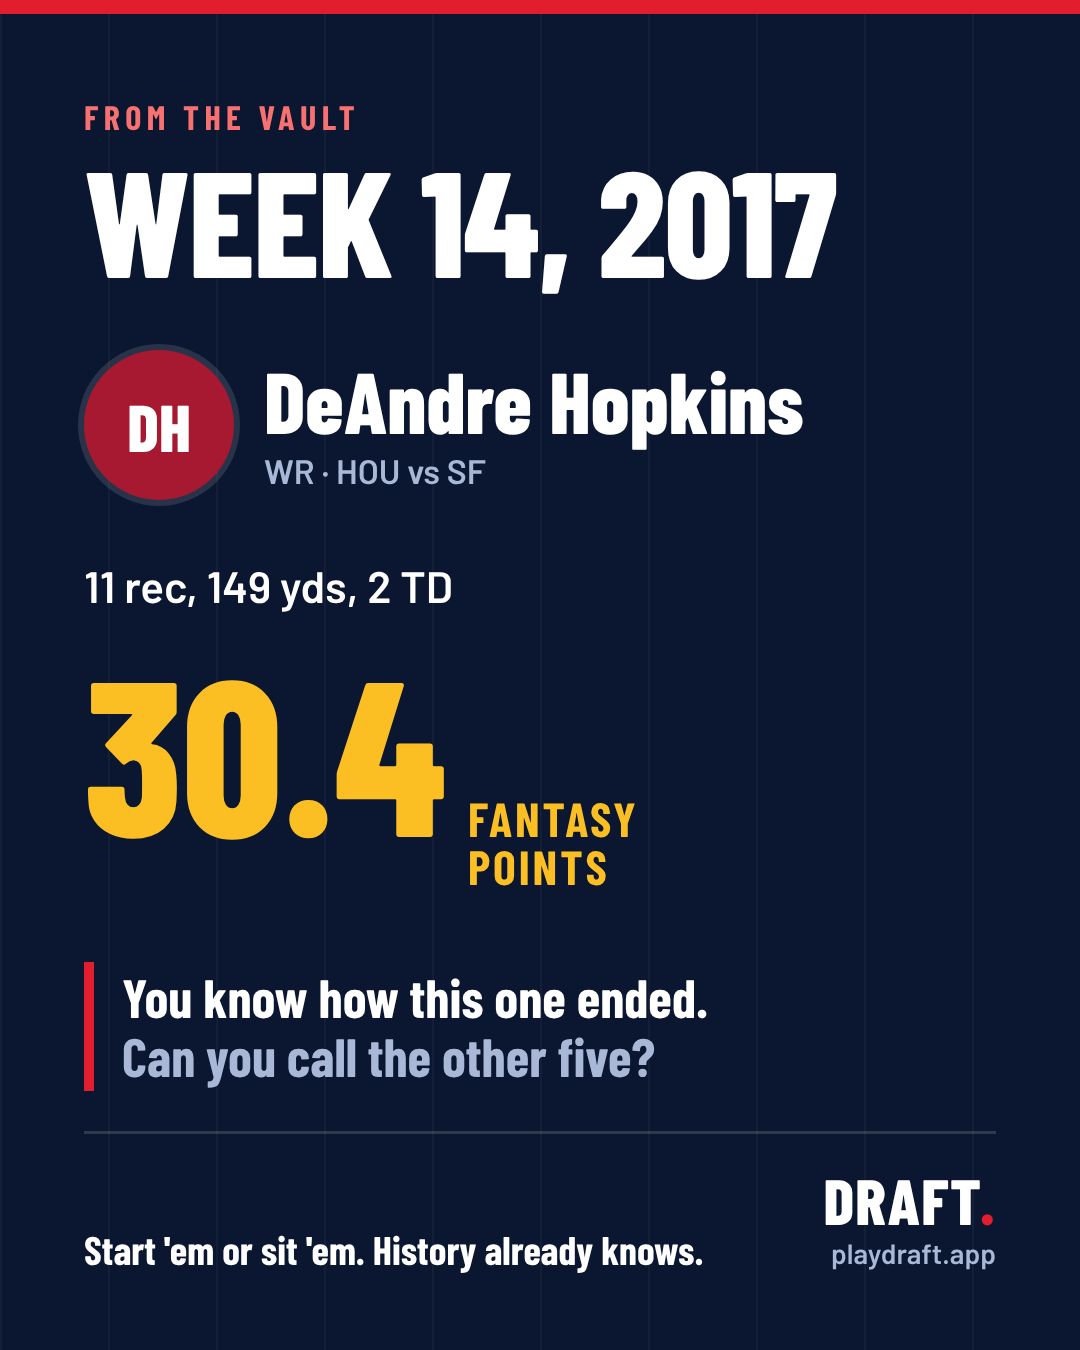 FROM THE VAULT
WEEK 14, 2017
DH
DeAndre Hopkins
WR · HOU vs SF
11 rec, 149 yds, 2 TD
30.4
FANTASY
POINTS
You know how this one ended.
Can you call the other five?
DRAFT.
Start 'em or sit 'em. History already knows.
playdraft.app